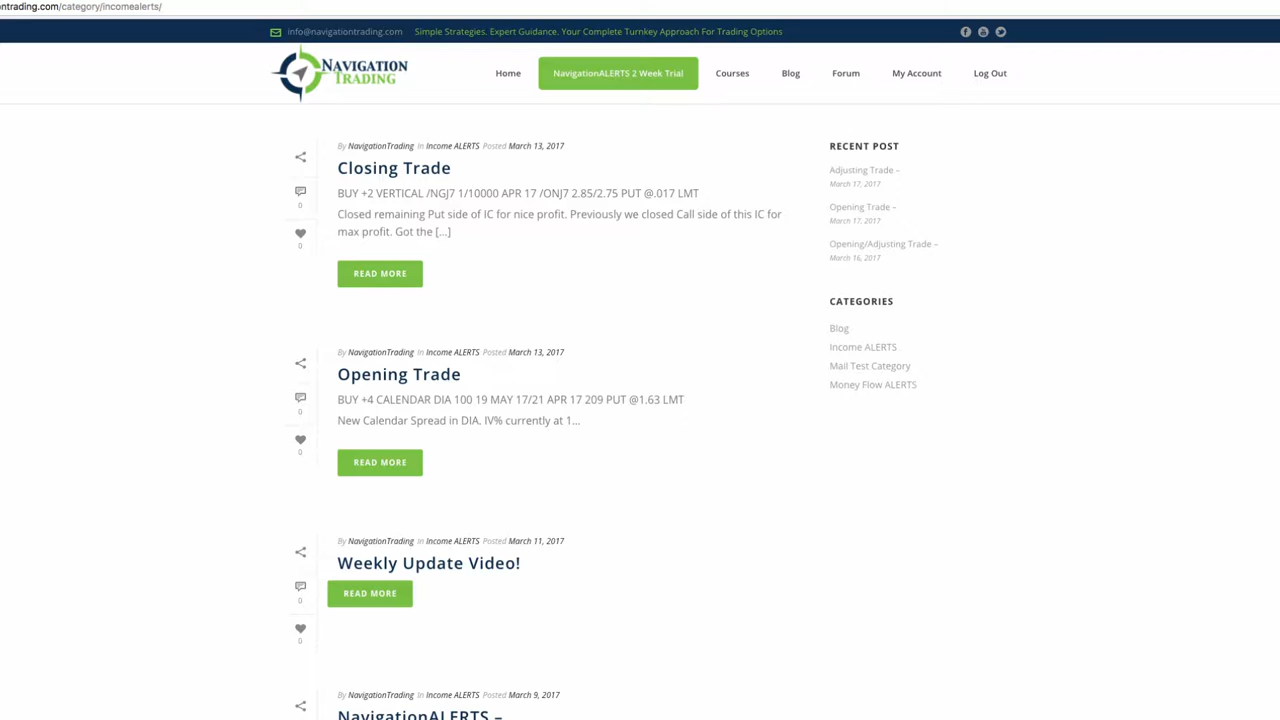 ontrading.com/category/incomealerts/
info@navigationtrading.com Simple Strategies. Expert Guidance. Your Complete Turnkey Approach For Trading Options
NAVIGATION
TRADING
Home NavigationALERTS 2 Week Trial Courses Blog Forum My Account Log Out
By NavigationTrading In Income ALERTS Posted March 13, 2017
Closing Trade
BUY +2 VERTICAL /NGJ7 1/10000 APR 17 /ONJ7 2.85/2.75 PUT @.017 LMT
Closed remaining Put side of IC for nice profit. Previously we closed Call side of this IC for
max profit. Got the [...]
0
0
READ MORE
By NavigationTrading In Income ALERTS Posted March 13, 2017
Opening Trade
BUY +4 CALENDAR DIA 100 19 MAY 17/21 APR 17 209 PUT @1.63 LMT
New Calendar Spread in DIA. IV% currently at 1...
0
0
READ MORE
By NavigationTrading In Income ALERTS Posted March 11, 2017
Weekly Update Video!
READ MORE
0
0
By NavigationTrading In Income ALERTS Posted March 9, 2017
NavigationALERTS –
RECENT POST
Adjusting Trade –
March 17, 2017
Opening Trade –
March 17, 2017
Opening/Adjusting Trade –
March 16, 2017
CATEGORIES
Blog
Income ALERTS
Mail Test Category
Money Flow ALERTS